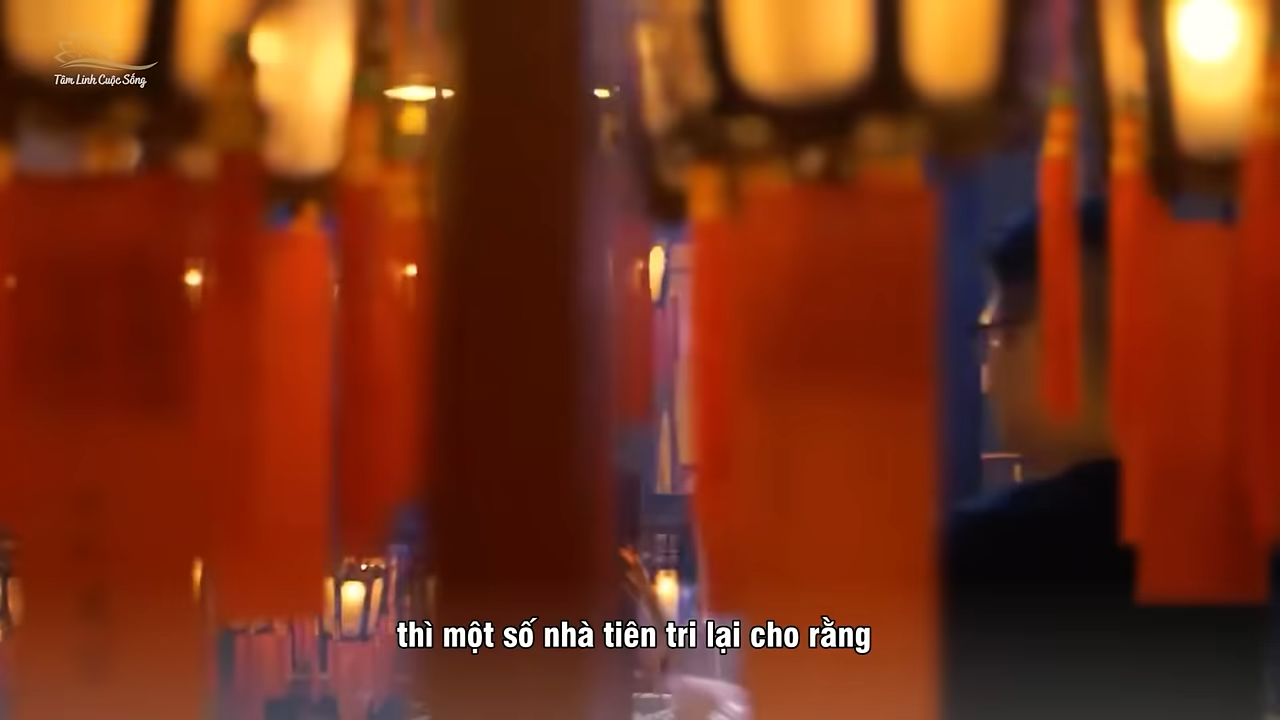 Tâm Linh Cuộc Sống
thì một số nhà tiên tri lại cho rằng